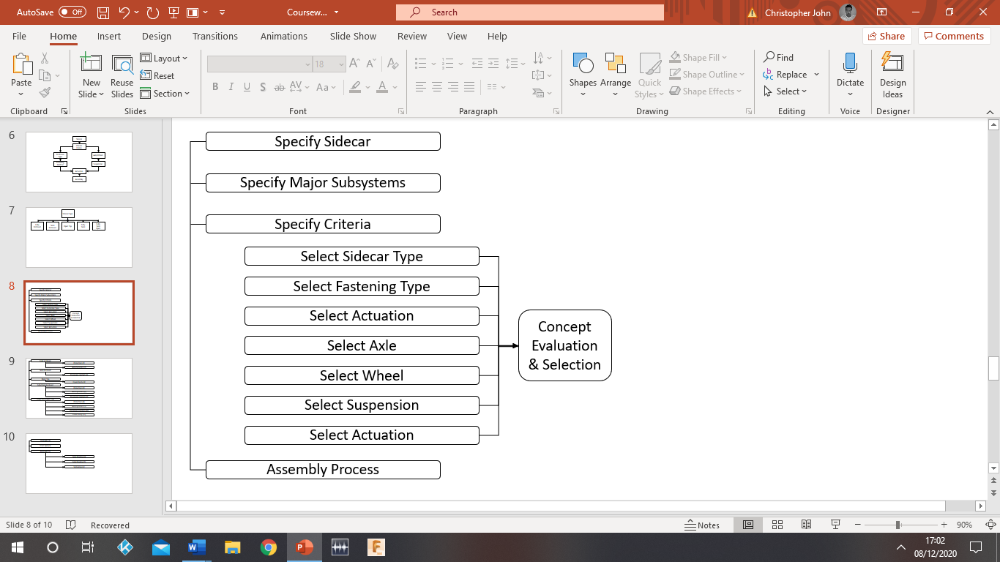 AutoSave Off Coursew... Search Christopher John
File Home Insert Design Transitions Animations Slide Show Review View Help Share Comments
Paste
Clipboard
New Slide
Reuse Slides
Layout
Reset
Section
Slides
18
B I U S ab AV Aa A
Font
Paragraph
Shapes
Arrange
Quick Styles
Shape Fill
Shape Outline
Shape Effects
Drawing
Find
Replace
Select
Editing
Dictate
Voice
Design Ideas
Designer
6
7
8
9
10
Specify Sidecar
Specify Major Subsystems
Specify Criteria
Select Sidecar Type
Select Fastening Type
Select Actuation
Select Axle
Select Wheel
Select Suspension
Select Actuation
Assembly Process
Concept
Evaluation
& Selection
Slide 8 of 10 Recovered Notes 90%
17:02
08/12/2020